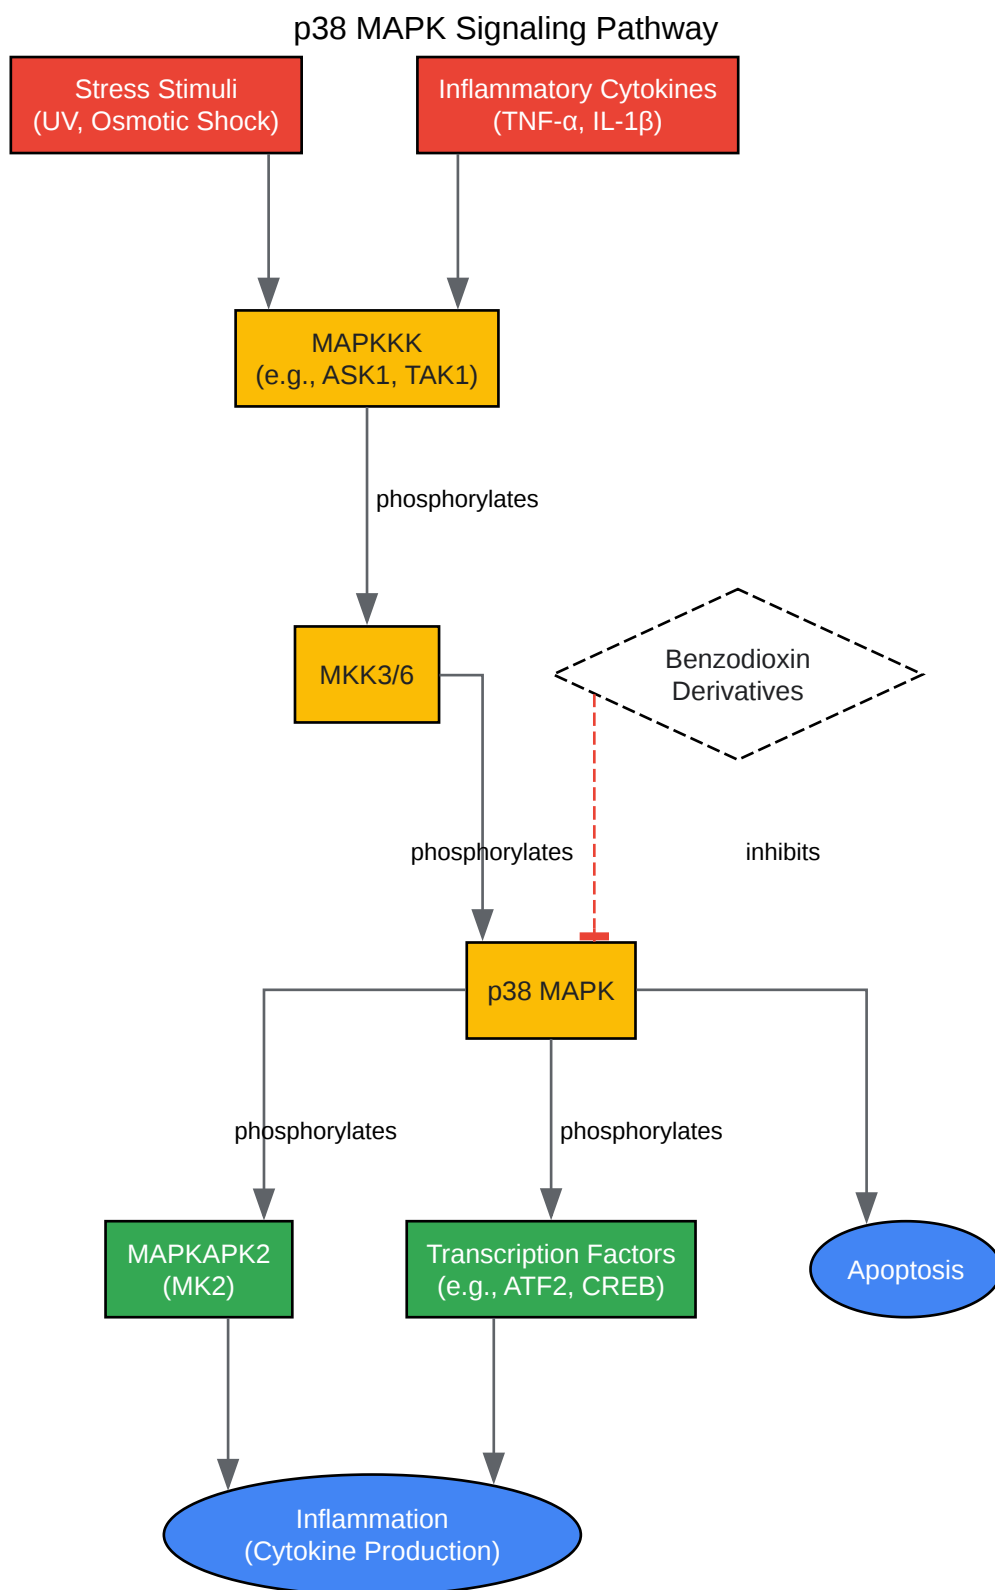 p38 MAPK Signaling Pathway
Stress Stimuli
(UV, Osmotic Shock)
Inflammatory Cytokines
(TNF-α, IL-1β)
MAPKKK
(e.g., ASK1, TAK1)
phosphorylates
MKK3/6
Benzodioxin
Derivatives
phosphorylates
inhibits
p38 MAPK
phosphorylates
phosphorylates
MAPKAPK2
(MK2)
Transcription Factors
(e.g., ATF2, CREB)
Apoptosis
Inflammation
(Cytokine Production)